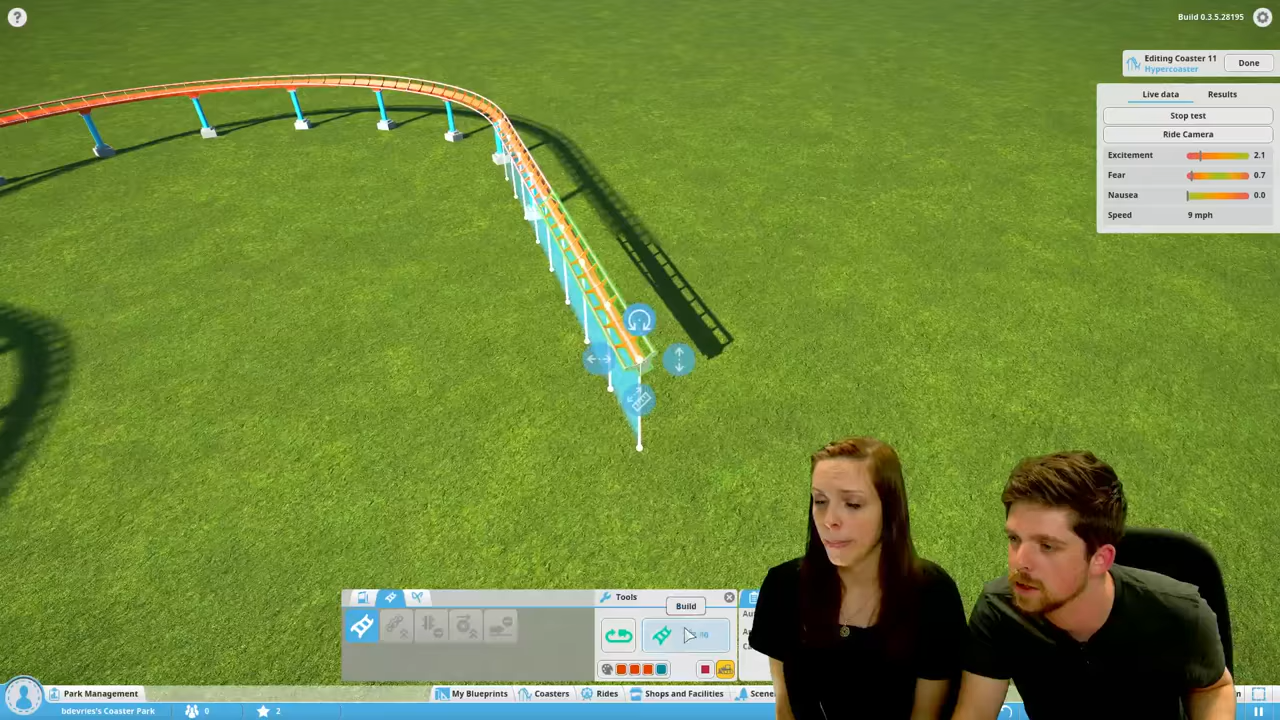 ?
Build 0.3.5.28195
Editing Coaster 11
Hypercoaster
Done
Live data
Results
Stop test
Ride Camera
Excitement 2.1
Fear 0.7
Nausea 0.0
Speed 9 mph
Tools
Build
Park Management
My Blueprints
Coasters
Rides
Shops and Facilities
bdevries's Coaster Park
0
2